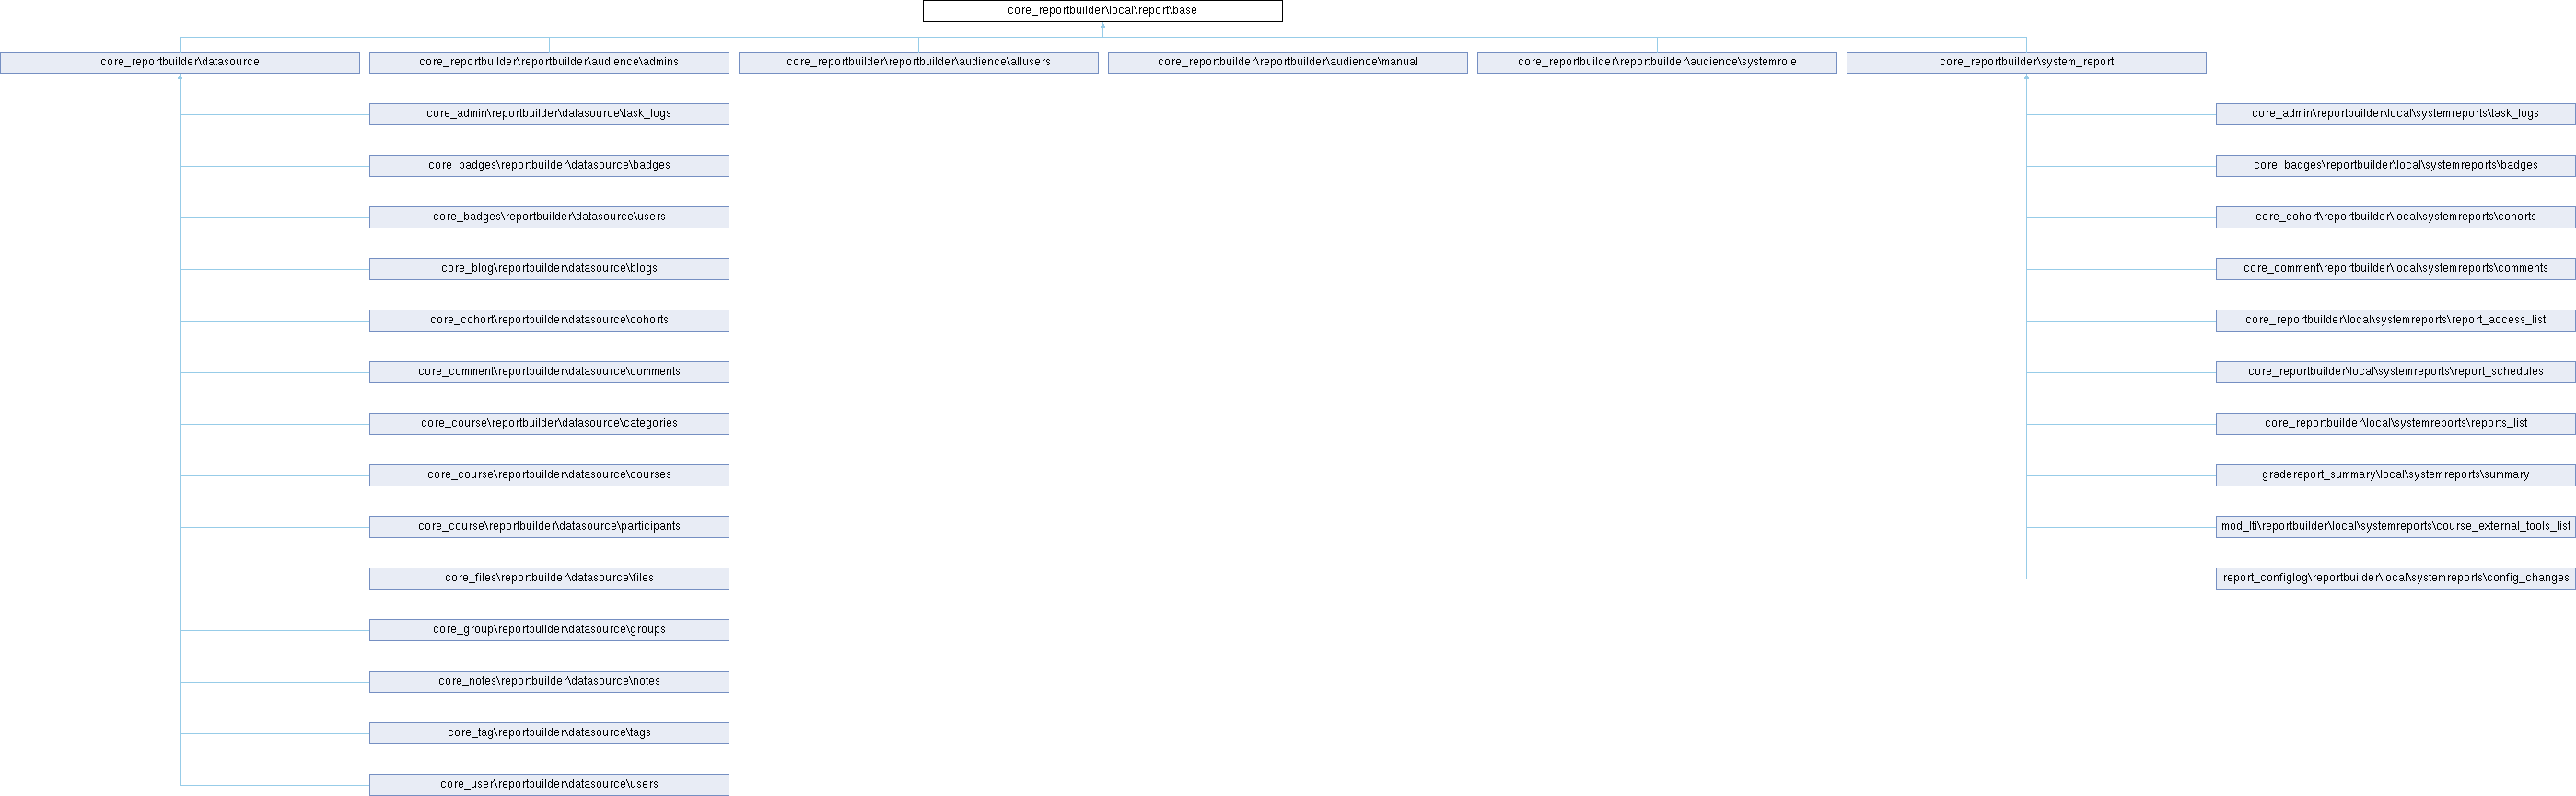 core_reportbuilder\local\report\base
core_reportbuilder\datasource
core_reportbuilder\reportbuilder\audience\admins
core_reportbuilder\reportbuilder\audience\allusers
core_reportbuilder\reportbuilder\audience\manual
core_reportbuilder\reportbuilder\audience\systemrole
core_reportbuilder\system_report
core_admin\reportbuilder\datasource\task_logs
core_admin\reportbuilder\local\systemreports\task_logs
core_badges\reportbuilder\datasource\badges
core_badges\reportbuilder\local\systemreports\badges
core_badges\reportbuilder\datasource\users
core_cohort\reportbuilder\local\systemreports\cohorts
core_blog\reportbuilder\datasource\blogs
core_comment\reportbuilder\local\systemreports\comments
core_cohort\reportbuilder\datasource\cohorts
core_reportbuilder\local\systemreports\report_access_list
core_comment\reportbuilder\datasource\comments
core_reportbuilder\local\systemreports\report_schedules
core_course\reportbuilder\datasource\categories
core_reportbuilder\local\systemreports\reports_list
core_course\reportbuilder\datasource\courses
gradereport_summary\local\systemreports\summary
core_course\reportbuilder\datasource\participants
mod_lti\reportbuilder\local\systemreports\course_external_tools_list
core_files\reportbuilder\datasource\files
report_configlog\reportbuilder\local\systemreports\config_changes
core_group\reportbuilder\datasource\groups
core_notes\reportbuilder\datasource\notes
core_tag\reportbuilder\datasource\tags
core_user\reportbuilder\datasource\users